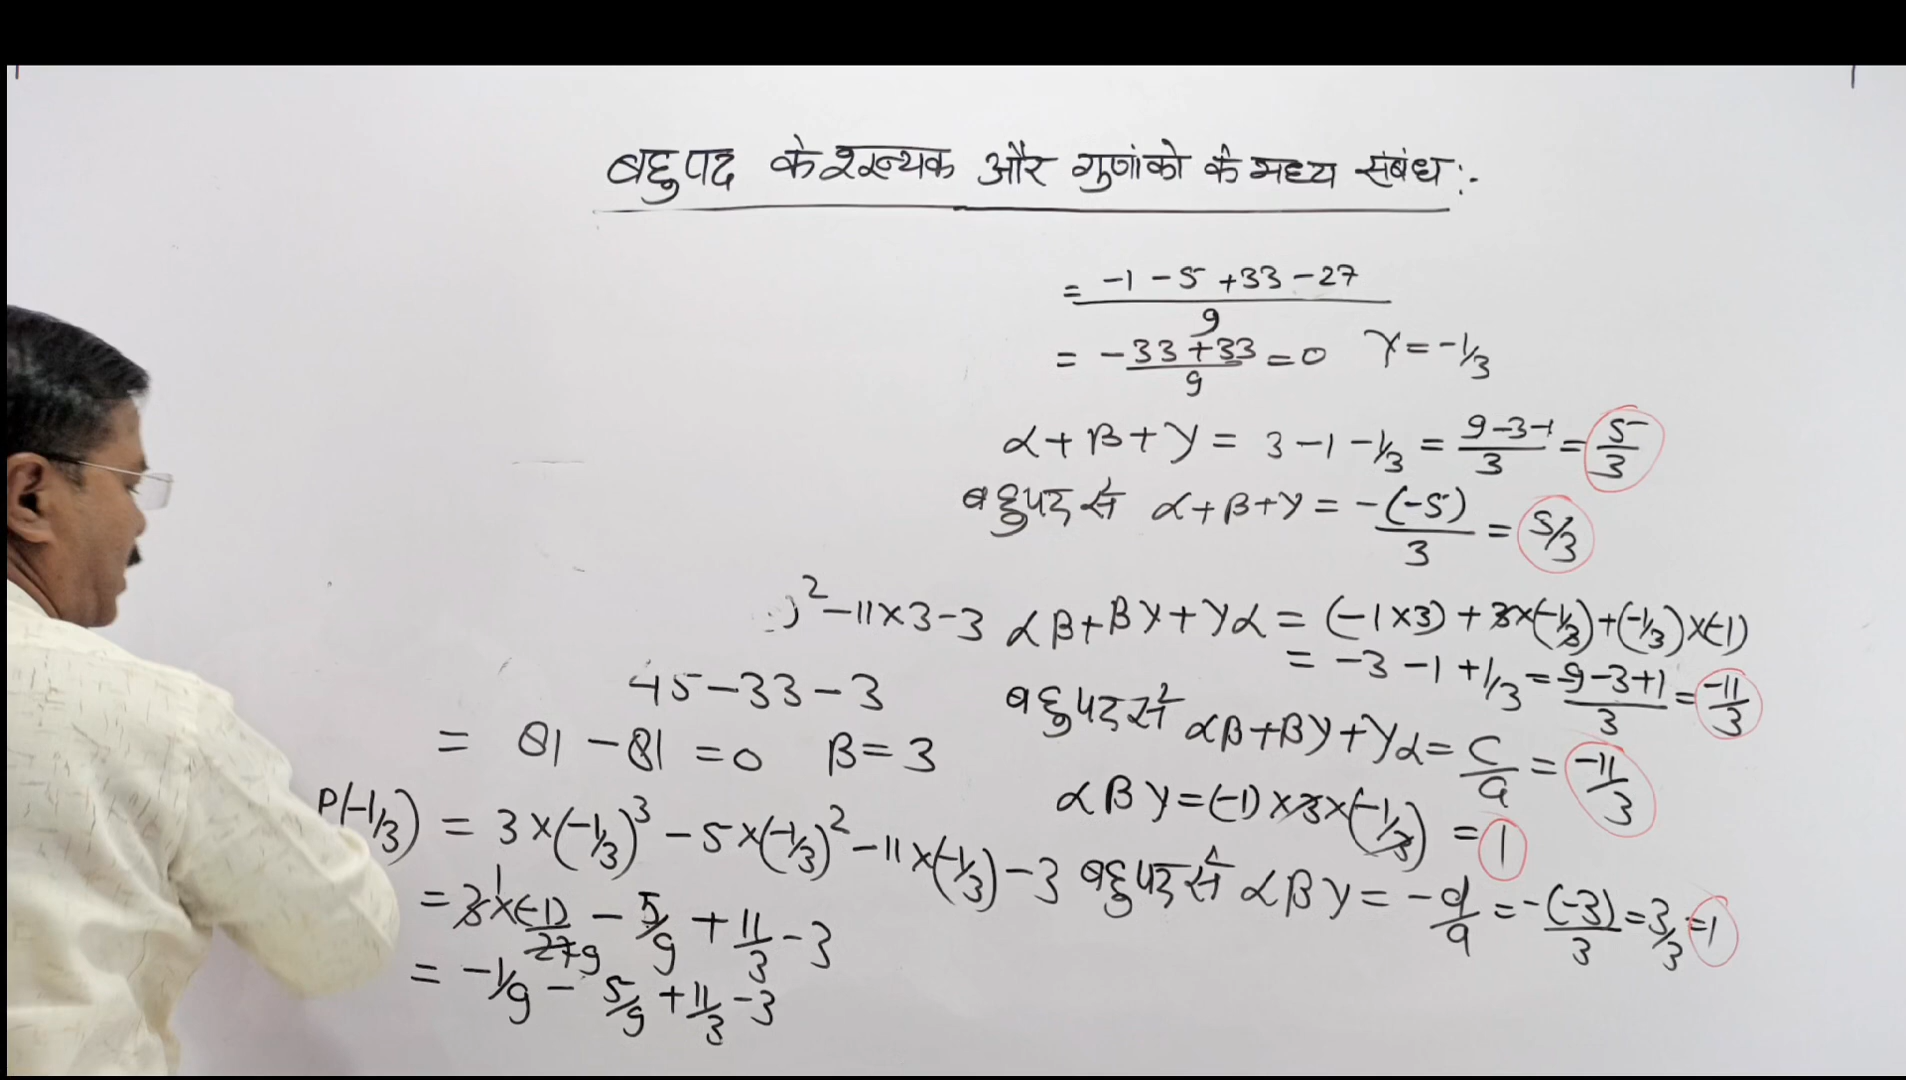 बहुपद के शून्यक और गुणांको के मध्य संबंध :-
= (-1 - 5 + 33 - 27)/9
= (-33 + 33)/9 = 0 γ = -1/3
α + β + γ = 3 - 1 - 1/3 = (9-3-1)/3 = 5/3
बहुपद से α + β + γ = -(-5)/3 = 5/3
)² - 11 × 3 - 3
45 - 33 - 3
= 81 - 81 = 0 β = 3
P(-1/3) = 3 × (-1/3)³ - 5 × (-1/3)² - 11 × (-1/3) - 3
= 3 × (-1)/27 - 5/9 + 11/3 - 3
1 9
= -1/9 - 5/9 + 11/3 - 3
αβ + βγ + γα = (-1 × 3) + 3 × (-1/3) + (-1/3) × (-1)
= -3 - 1 + 1/3 = (-9 - 3 + 1)/3 = -11/3
बहुपद से αβ + βγ + γα = c/a = -11/3
αβγ = (-1) × 3 × (-1/3) = 1
बहुपद से αβγ = -d/a = -(-3)/3 = 3/3 = 1